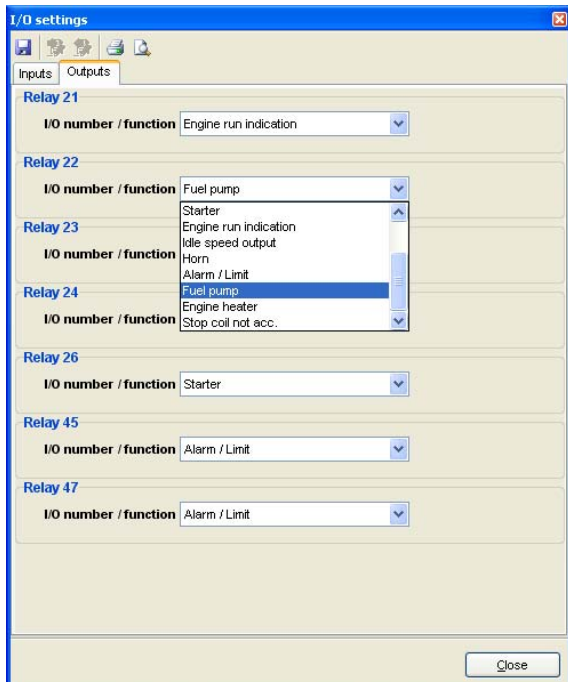 I/O settings
Inputs Outputs
Relay 21
I/O number / function Engine run indication
Relay 22
I/O number / function Fuel pump
Starter
Engine run indication
Idle speed output
Relay 23
Horn
I/O number / function
Alarm / Limit
Fuel pump
Relay 24
Engine heater
I/O number / function
Stop coil not acc.
Relay 26
I/O number / function Starter
Relay 45
I/O number / function Alarm / Limit
Relay 47
I/O number / function Alarm / Limit
Close